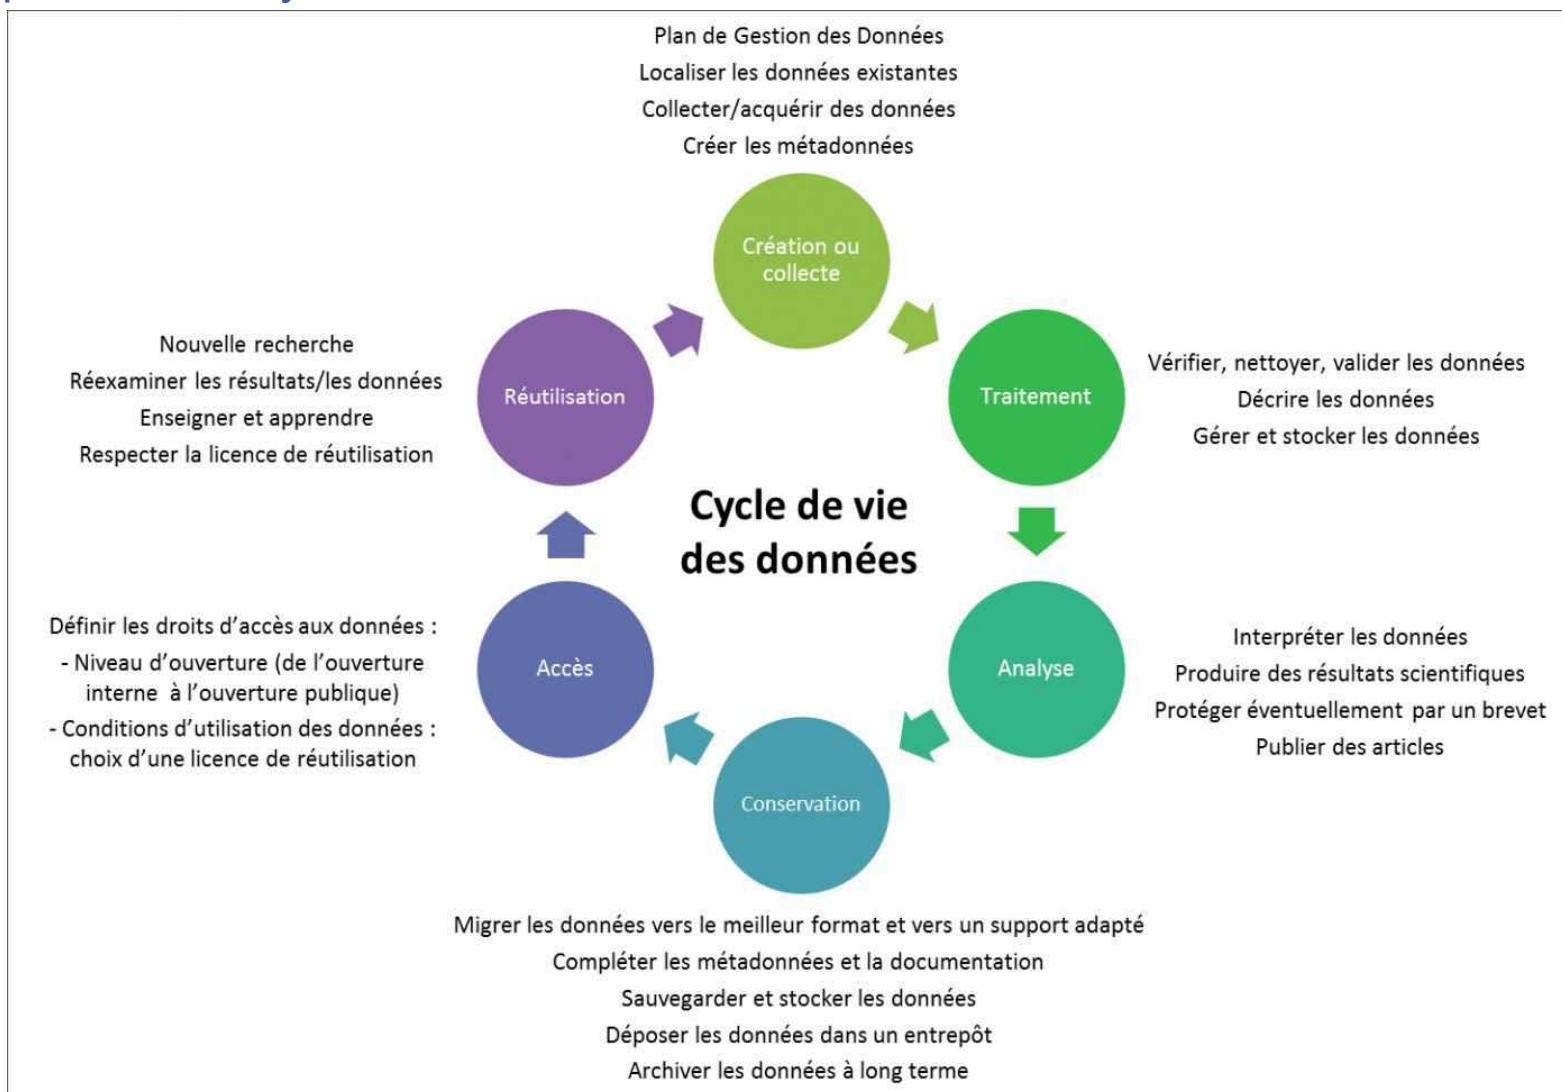 Plan de Gestion des Données
Localiser les données existantes
Collecter/acquérir des données
Créer les métadonnées
Création ou
collecte
Traitement
Vérifier, nettoyer, valider les données
Décrire les données
Gérer et stocker les données
Analyse
Interpréter les données
Produire des résultats scientifiques
Protéger éventuellement par un brevet
Publier des articles
Conservation
Migrer les données vers le meilleur format et vers un support adapté
Compléter les métadonnées et la documentation
Sauvegarder et stocker les données
Déposer les données dans un entrepôt
Archiver les données à long terme
Accès
Définir les droits d’accès aux données :
- Niveau d’ouverture (de l’ouverture
interne à l’ouverture publique)
- Conditions d’utilisation des données :
choix d’une licence de réutilisation
Réutilisation
Nouvelle recherche
Réexaminer les résultats/les données
Enseigner et apprendre
Respecter la licence de réutilisation
Cycle de vie
des données